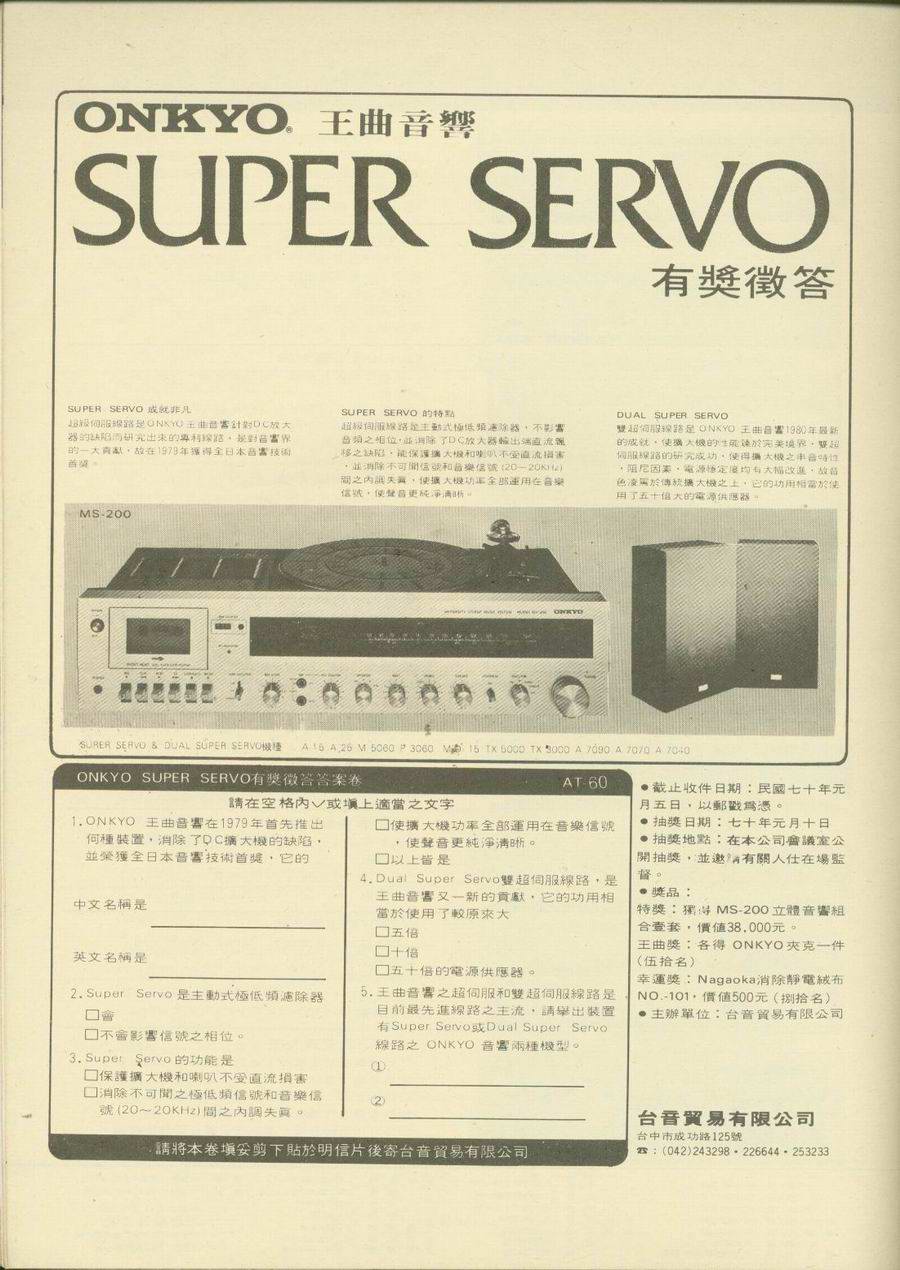 ONKYO® 王曲音響
SUPER SERVO
有獎徵答
SUPER SERVO 成就非凡
超級伺服線路是ONKYO王曲音響針對DC放大
器的缺陷而研究出來的專利線路，是對音響界
的一大貢獻，故在1979年獲得全日本音響技術
首獎。
SUPER SERVO 的特點
超級伺服線路是主動式極低頻濾除器，不影響
音頻之相位，並消除了DC放大器輸出端直流飄
移之缺陷，能保護擴大機和喇叭不受直流損害
，並消除不可聞信號和音樂信號(20～20KHz)
間之內調失真，使擴大機功率全部運用在音樂
信號，使聲音更純淨清晰。
DUAL SUPER SERVO
雙超伺服線路是 ONKYO 王曲音響1980年最新
的成就，使擴大機的性能臻於完美境界，雙超
伺服線路的研究成功，使得擴大機之串音特性
，阻尼因素，電源穩定度均有大幅改進，故音
色凌駕於傳統擴大機之上，它的功用相當於使
用了五十倍大的電源供應器。
MS-200
ONKYO
SUPER SERVO & DUAL SUPER SERVO機種 A 15 A 25 M 5060 P 3060 15 TX 5000 TX 3000 A 7090 A 7070 A 7040
ONKYO SUPER SERVO有獎徵答答案卷 AT-60
請在空格內✓或塡上適當之文字
1.ONKYO 王曲音響在1979年首先推出
何種裝置，消除了DC擴大機的缺陷，
並榮獲全日本音響技術首獎，它的
中文名稱是
英文名稱是
2.Super Servo是主動式極低頻濾除器
□會
□不會影響信號之相位。
3.Super Servo的功能是
□保護擴大機和喇叭不受直流損害
□消除不可聞之極低頻信號和音樂信
號(20～20KHz)間之內調失眞。
□使擴大機功率全部運用在音樂信號
，使聲音更純淨清晰。
□以上皆是
4.Dual Super Servo雙超伺服線路，是
王曲音響又一新的貢獻，它的功用相
當於使用了較原來大
□五倍
□十倍
□五十倍的電源供應器。
5.王曲音響之超伺服和雙超伺服線路是
目前最先進線路之主流，請舉出裝置
有Super Servo或Dual Super Servo
線路之 ONKYO 音響兩種機型。
①
②
請將本卷塡妥剪下貼於明信片後寄台音貿易有限公司
●截止收件日期：民國七十年元
月五日，以郵戳爲憑。
●抽獎日期：七十年元月十日
●抽獎地點：在本公司會議室公
開抽獎，並邀請有關人仕在場監
督。
●獎品：
特獎：獨得 MS-200立體音響組
合壹套，價值38,000元。
王曲獎：各得 ONKYO夾克一件
(伍拾名)
幸運獎：Nagaoka消除靜電絨布
NO.-101，價值500元（捌拾名）
●主辦單位：台音貿易有限公司
台音貿易有限公司
台中市成功路125號
☎：(042)243298・226644・253233